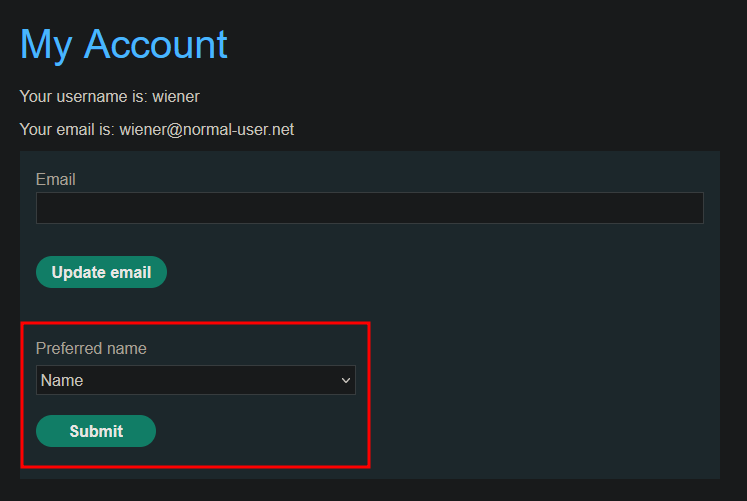 My Account
Your username is: wiener
Your email is: wiener@normal-user.net
Email
Update email
Preferred name
Name
Submit